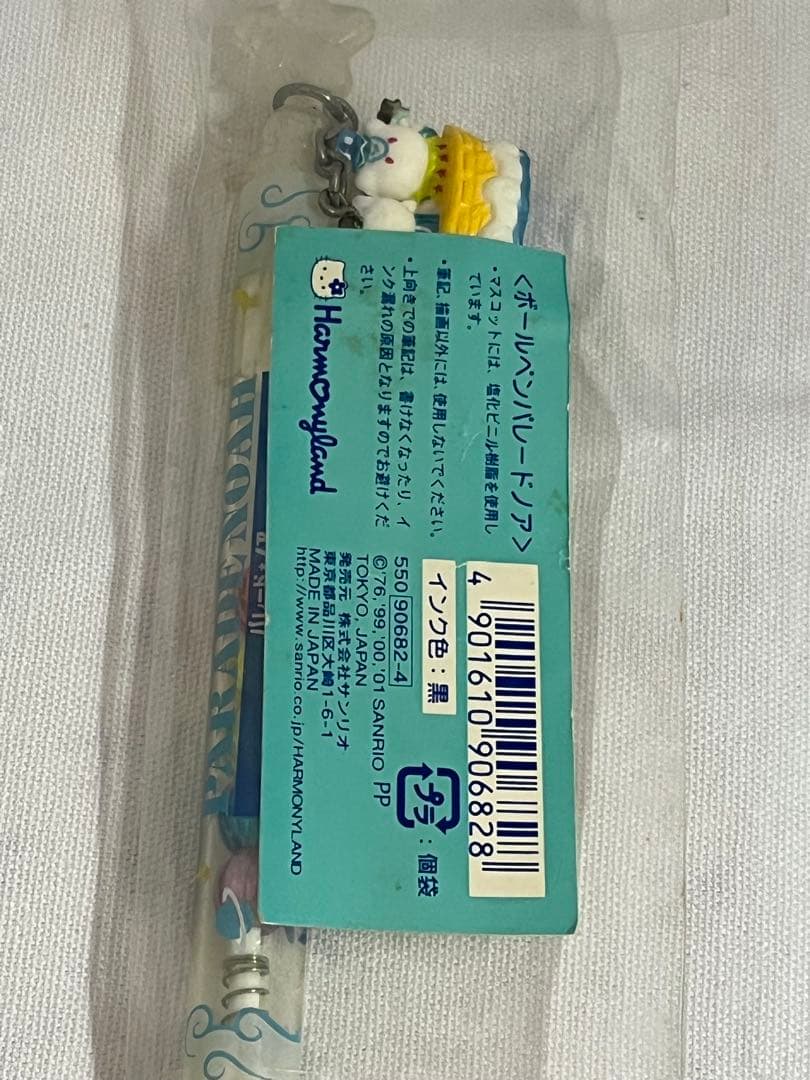 <ボールペンパレードノア>
・マスコットには、塩化ビニル樹脂を使用し
ています。
・筆記、描画以外には、使用しないでください。
・上向きでの筆記は、書けなくなったり、イ
ンク漏れの原因となりますのでお避けくだ
さい。
Harmonyland
4 901610 906828
インク色：黒
プラ：個袋
550 90682-4
©'76,'99,'00,'01 SANRIO PP
TOKYO, JAPAN
発売元 株式会社サンリオ
東京都品川区大崎1-6-1
MADE IN JAPAN
http://www.sanrio.co.jp/HARMONYLAND
PARADENOAH